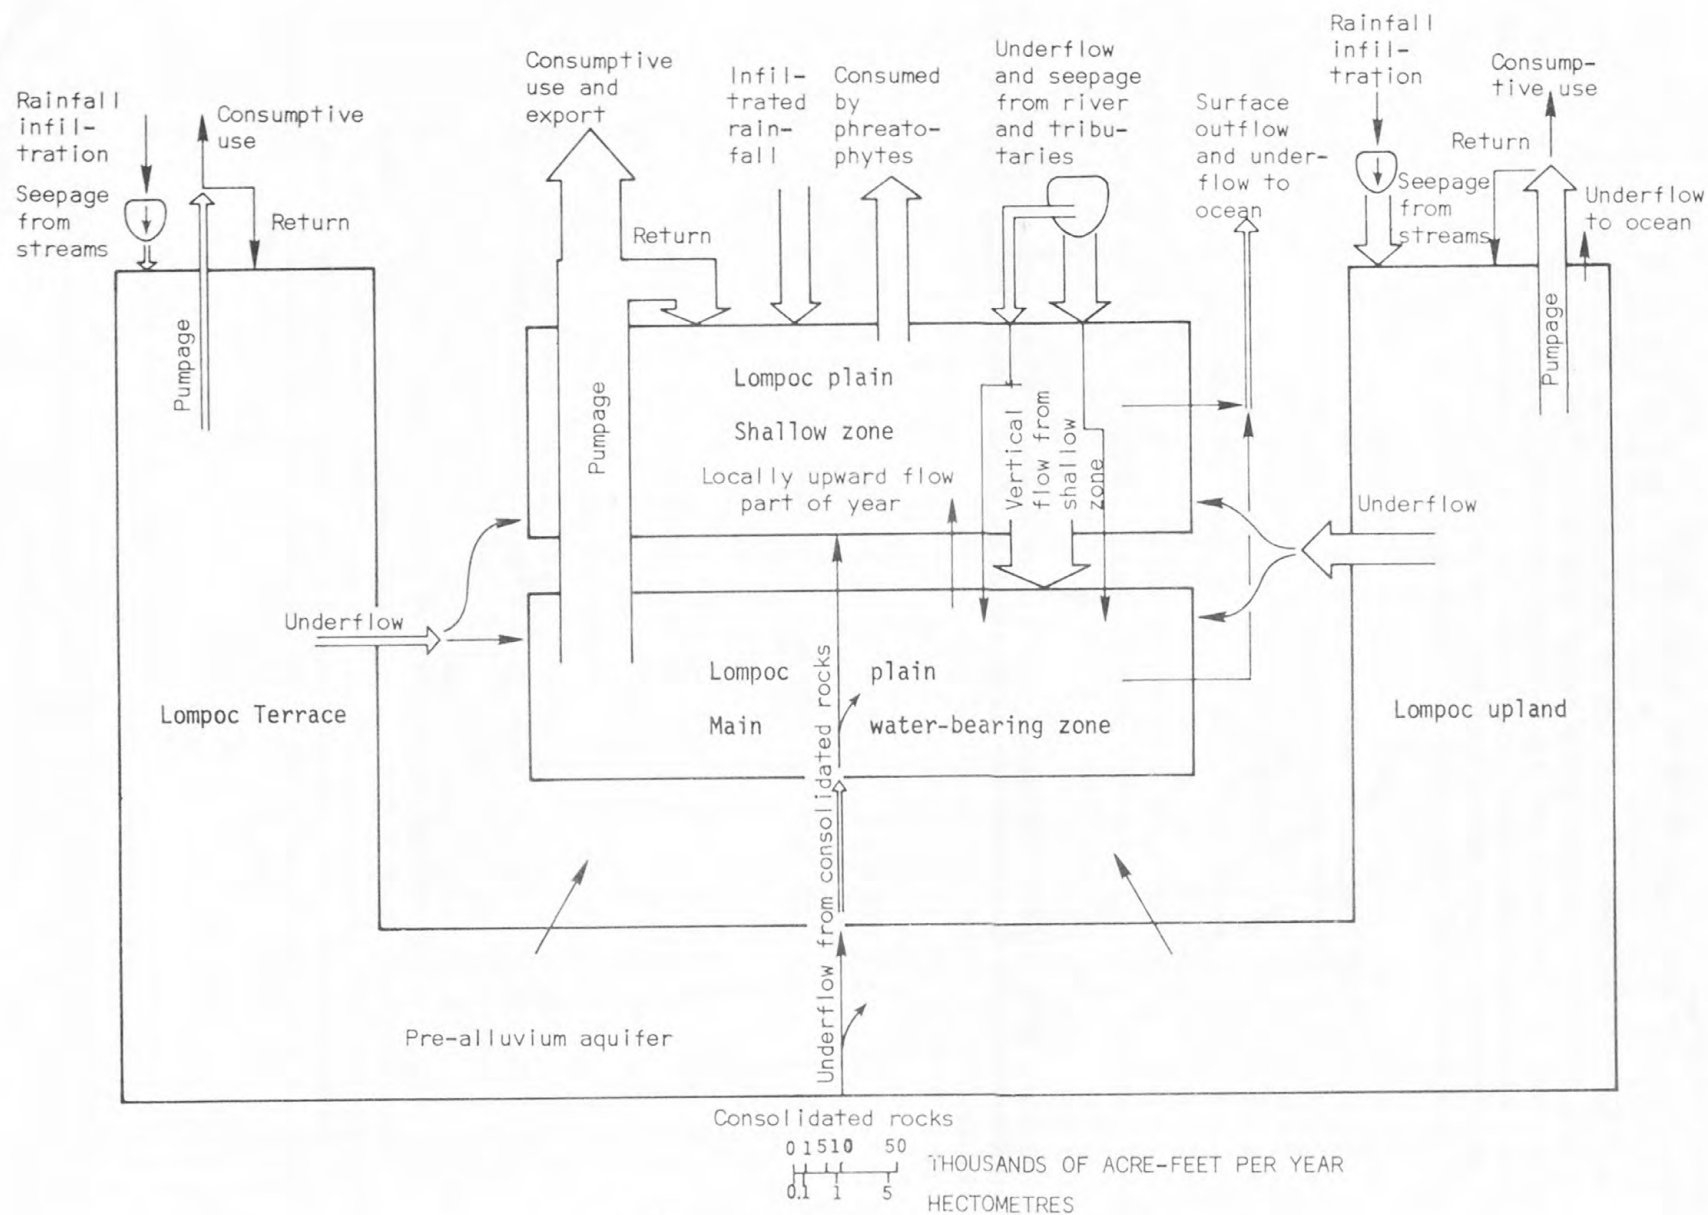 Rainfall
infil-
tration
Seepage
from
streams
Consumptive
use
Return
Pumpage
Consumptive
use and
export
Return
Pumpage
Infil-
trated
rain-
fall
Consumed
by
phreato-
phytes
Underflow
and seepage
from river
and tribu-
taries
Surface
outflow
and under-
flow to
ocean
Rainfall
infil-
tration
Seepage
from
streams
Consump-
tive use
Return
Underflow
to ocean
Pumpage
Lompoc plain
Shallow zone
Locally upward flow
part of year
Vertical
flow from
shallow
zone
Underflow
Underflow
Lompoc plain
Main water-bearing zone
Lompoc Terrace
Lompoc upland
Underflow from consolidated rocks
Pre-alluvium aquifer
Consolidated rocks
0 1 5 10 50
THOUSANDS OF ACRE-FEET PER YEAR
0.1 1 5
HECTOMETRES